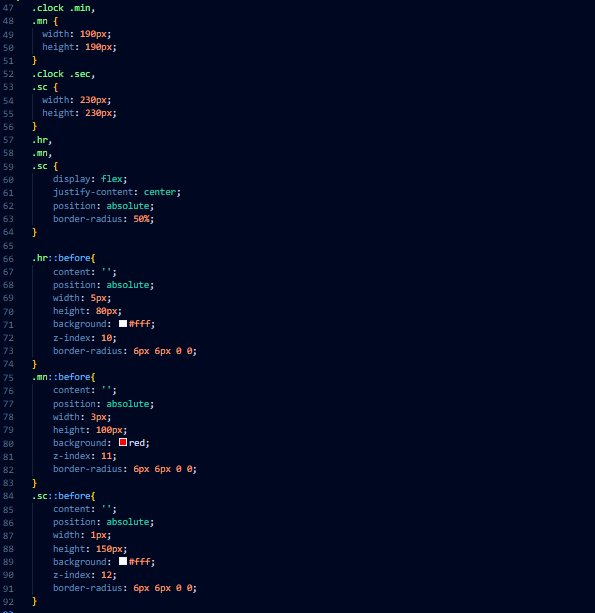 47 .clock .min,
48 .mn {
49 width: 190px;
50 height: 190px;
51 }
52 .clock .sec,
53 .sc {
54 width: 230px;
55 height: 230px;
56 }
57 .hr,
58 .mn,
59 .sc {
60 display: flex;
61 justify-content: center;
62 position: absolute;
63 border-radius: 50%;
64 }
65
66 .hr::before{
67 content: '';
68 position: absolute;
69 width: 5px;
70 height: 80px;
71 background: #fff;
72 z-index: 10;
73 border-radius: 6px 6px 0 0;
74 }
75 .mn::before{
76 content: '';
77 position: absolute;
78 width: 3px;
79 height: 100px;
80 background: red;
81 z-index: 11;
82 border-radius: 6px 6px 0 0;
83 }
84 .sc::before{
85 content: '';
86 position: absolute;
87 width: 1px;
88 height: 150px;
89 background: #fff;
90 z-index: 12;
91 border-radius: 6px 6px 0 0;
92 }